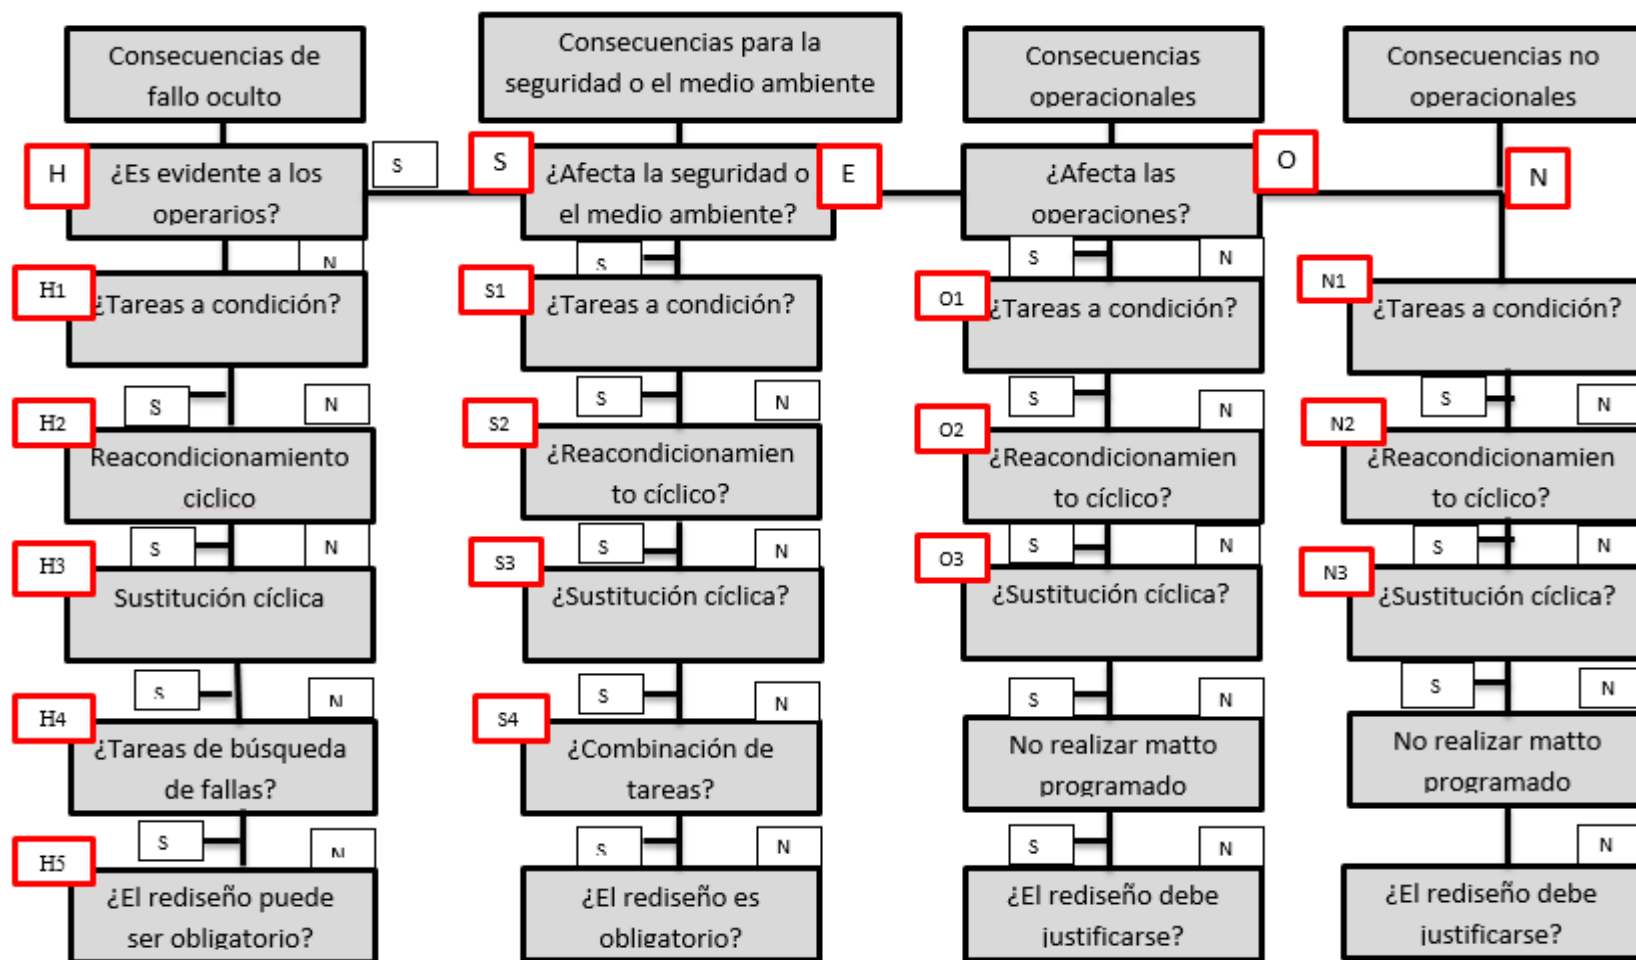 Consecuencias de
fallo oculto
Consecuencias para la
seguridad o el medio ambiente
Consecuencias
operacionales
Consecuencias no
operacionales
H
¿Es evidente a los
operarios?
S
S
¿Afecta la seguridad o
el medio ambiente?
E
¿Afecta las
operaciones?
O
N
N
S
S
N
H1
¿Tareas a condición?
S1
¿Tareas a condición?
O1
¿Tareas a condición?
N1
¿Tareas a condición?
S
N
S
N
S
N
S
N
H2
Reacondicionamiento
ciclico
S2
¿Reacondicionamien
to cíclico?
O2
¿Reacondicionamien
to cíclico?
N2
¿Reacondicionamien
to cíclico?
S
N
S
N
S
N
S
N
H3
Sustitución cíclica
S3
¿Sustitución cíclica?
O3
¿Sustitución cíclica?
N3
¿Sustitución cíclica?
S
N
S
N
S
N
S
N
H4
¿Tareas de búsqueda
de fallas?
S4
¿Combinación de
tareas?
No realizar matto
programado
No realizar matto
programado
S
N
S
N
S
N
N
H5
¿El rediseño puede
ser obligatorio?
¿El rediseño es
obligatorio?
¿El rediseño debe
justificarse?
¿El rediseño debe
justificarse?